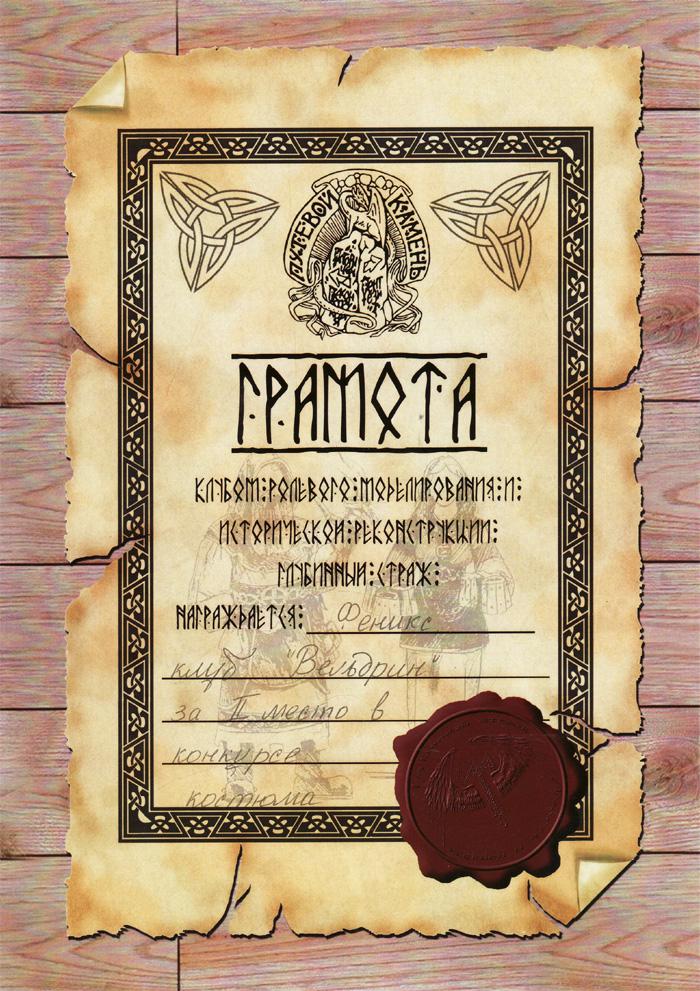 ПУТЕВОЙ КАМЕНЬ
ГРАМОТА
КЛУБОМ:РОЛЕВОГО:МОДЕЛИРОВАНИЯ:И:
ИСТОРИЧЕСКОЙ:РЕКОНСТРУКЦИИ:
ГЛУБИННЫЙ:СТРАЖ:
НАГРАЖДАЕТСЯ: Феникс
клуб "Вельдрин"
за II место в
конкурсе
костюма